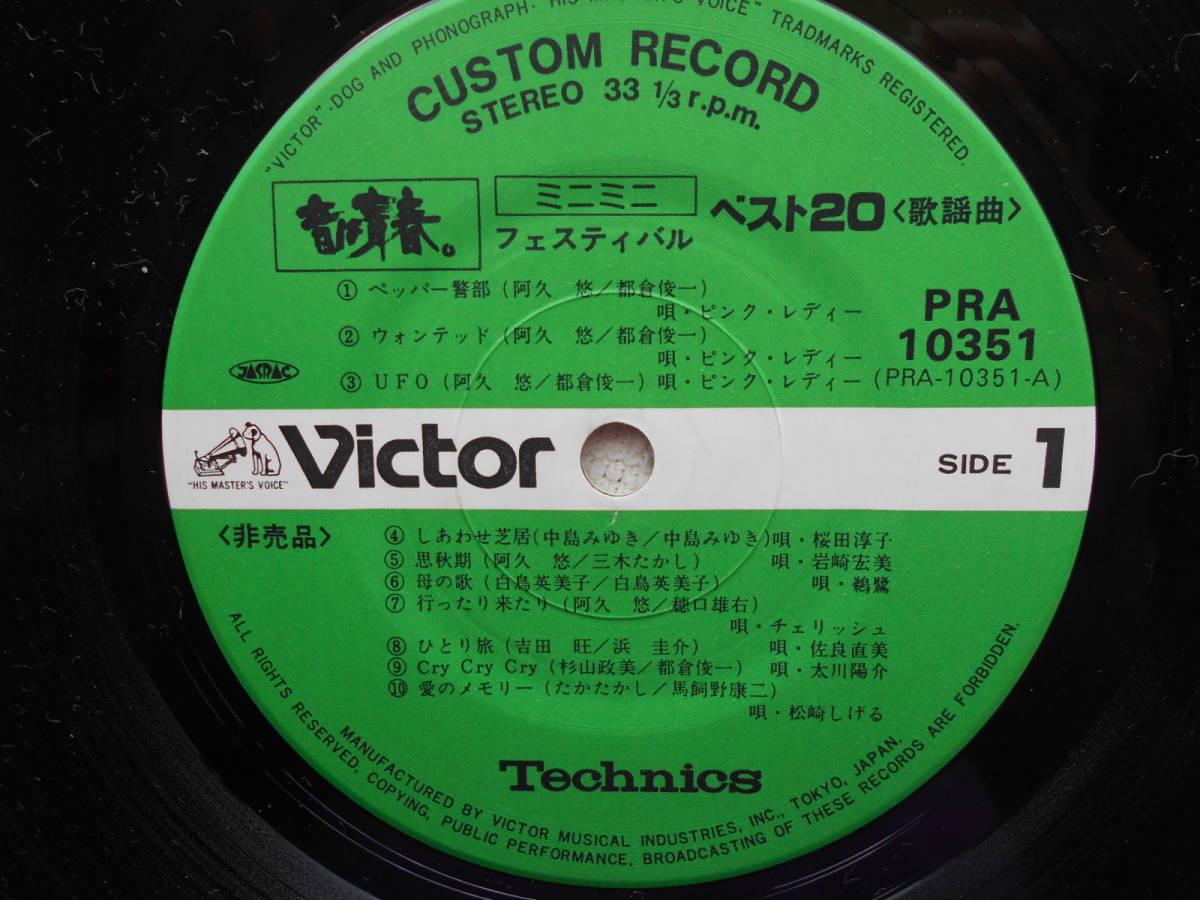 "VICTOR"-DOG AND PHONOGRAPH-"HIS MASTER'S VOICE" TRADMARKS REGISTERED.
CUSTOM RECORD
STEREO 33 1/3 r.p.m.
音は青春。
ミニミニ
フェスティバル
ベスト20〈歌謡曲〉
① ペッパー警部(阿久 悠/都倉俊一)
唄・ピンク・レディー
② ウォンテッド(阿久 悠/都倉俊一)
唄・ピンク・レディー
③ UFO(阿久 悠/都倉俊一)唄・ピンク・レディー
PRA
10351
(PRA-10351-A)
JASRAC
"HIS MASTER'S VOICE"
Victor
SIDE 1
〈非売品〉
④ しあわせ芝居(中島みゆき/中島みゆき)唄・桜田淳子
⑤ 思秋期(阿久 悠/三木たかし) 唄・岩崎宏美
⑥ 母の歌(白鳥英美子/白鳥英美子) 唄・鵜鷺
⑦ 行ったり来たり(阿久 悠/穂口雄右)
唄・チェリッシュ
⑧ ひとり旅(吉田 旺/浜 圭介) 唄・佐良直美
⑨ Cry Cry Cry(杉山政美/都倉俊一) 唄・太川陽介
⑩ 愛のメモリー(たかたかし/馬飼野康二)
唄・松崎しげる
Technics
MANUFACTURED BY VICTOR MUSICAL INDUSTRIES, INC., TOKYO, JAPAN.
ALL RIGHTS RESERVED, COPYING, PUBLIC PERFORMANCE, BROADCASTING OF THESE RECORDS ARE FORBIDDEN.